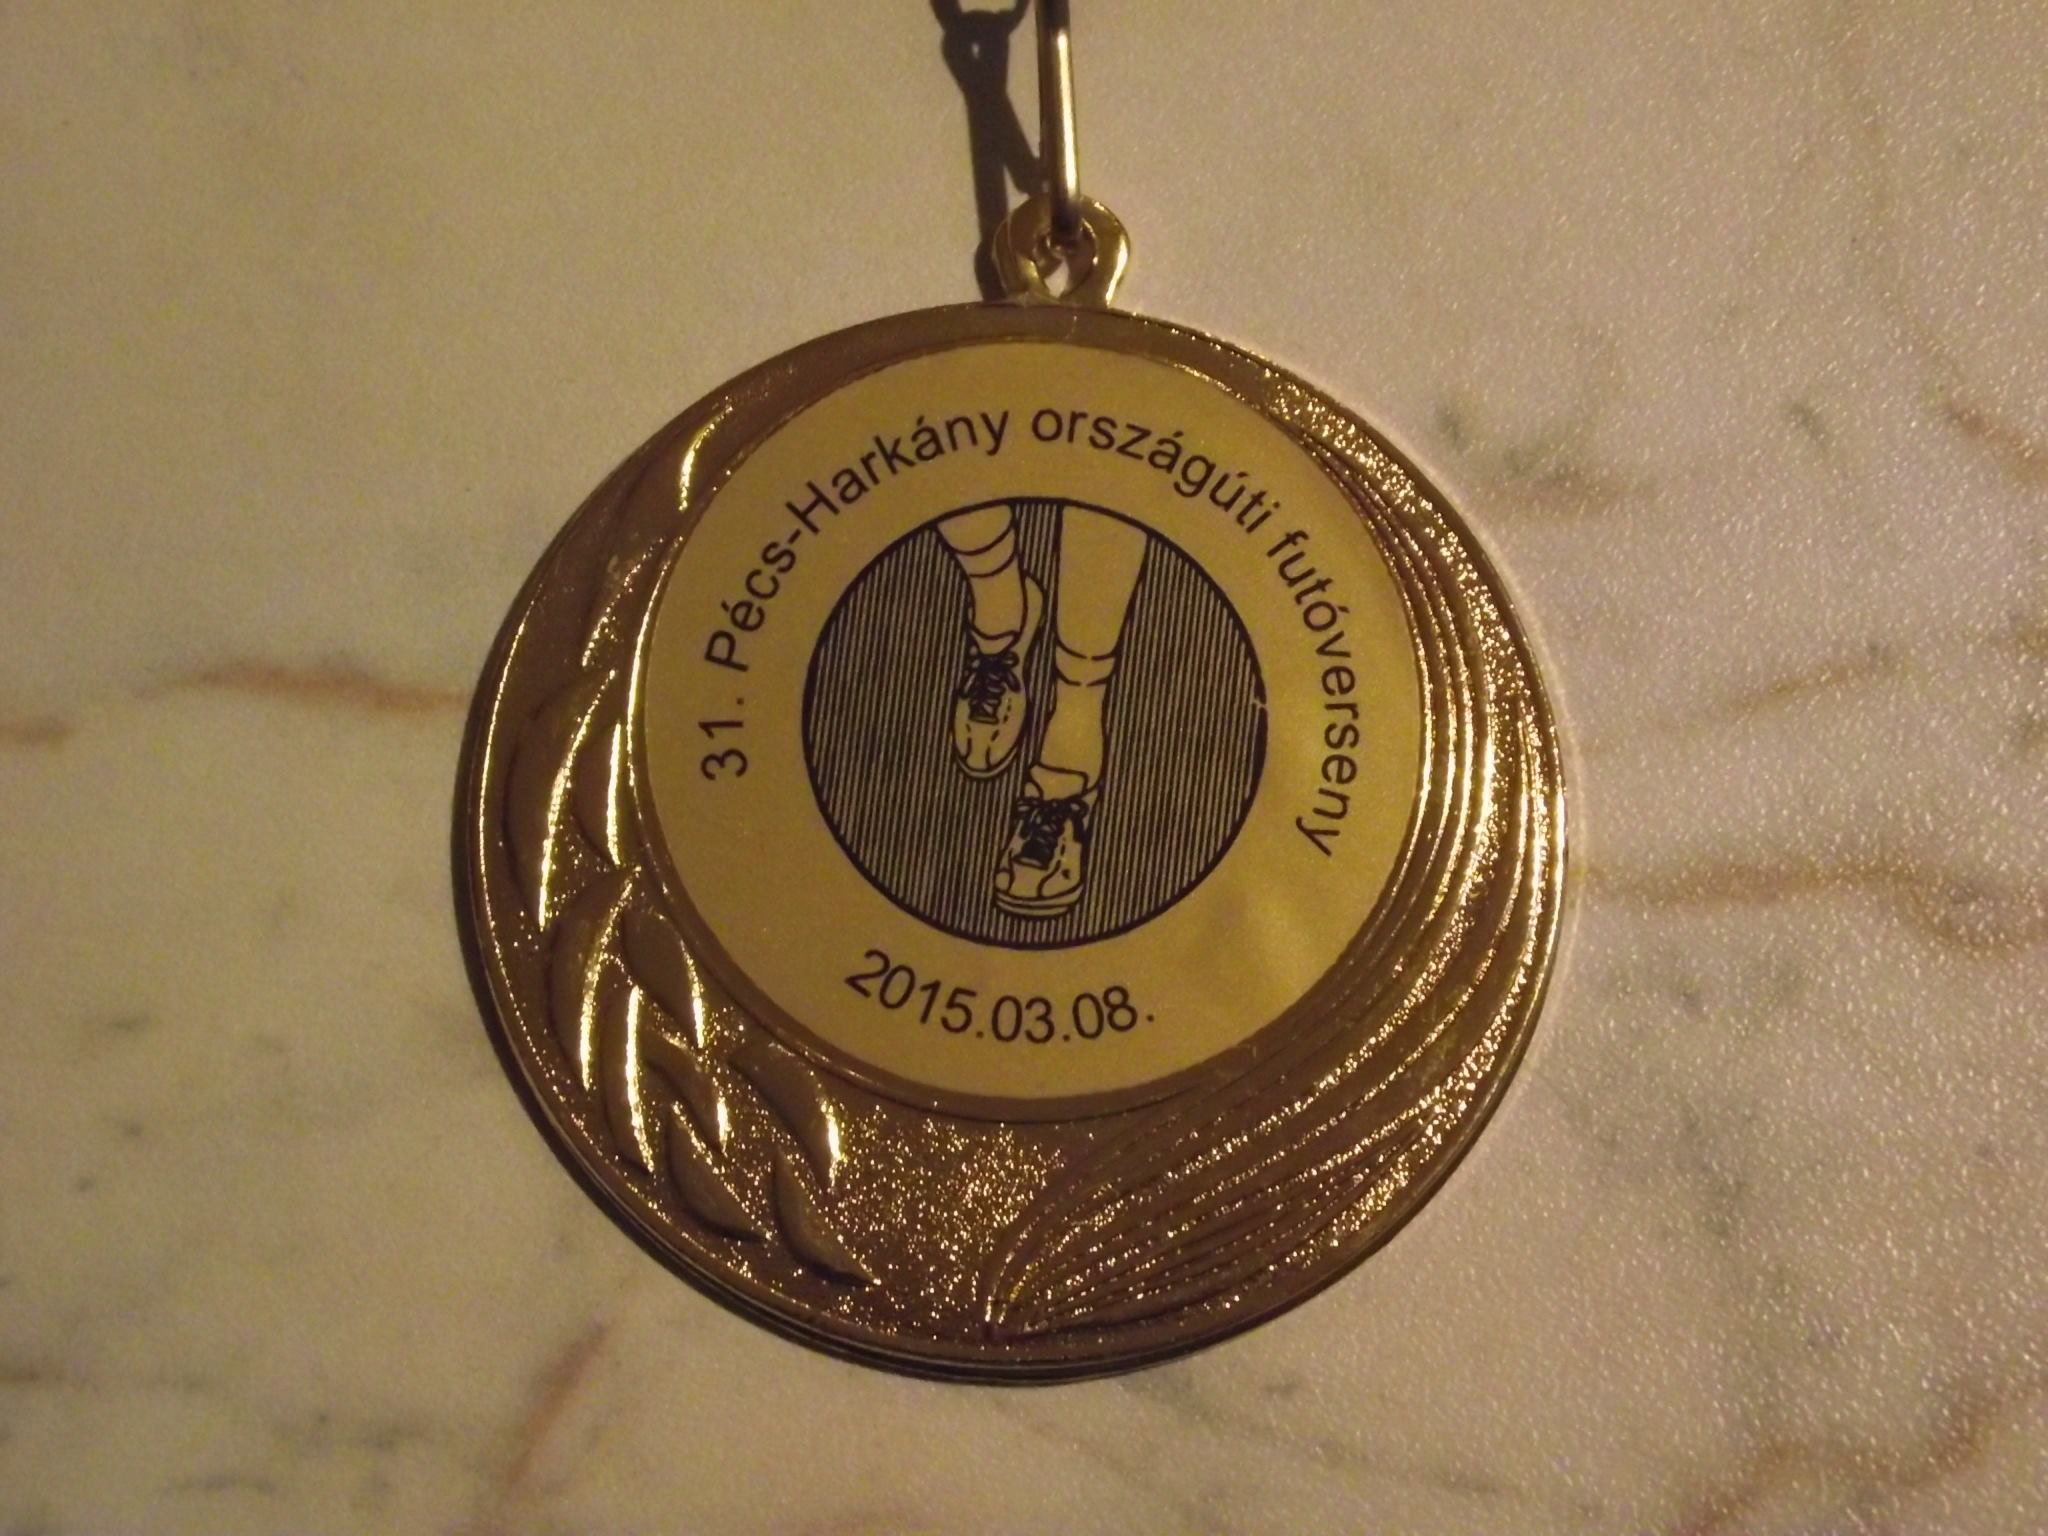 31. Pécs-Harkány országúti futóverseny
2015.03.08.